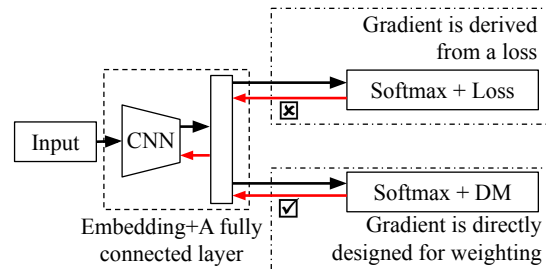 Gradient is derived
from a loss
Softmax + Loss
Input
CNN
Softmax + DM
Embedding+A fully
connected layer
Gradient is directly
designed for weighting